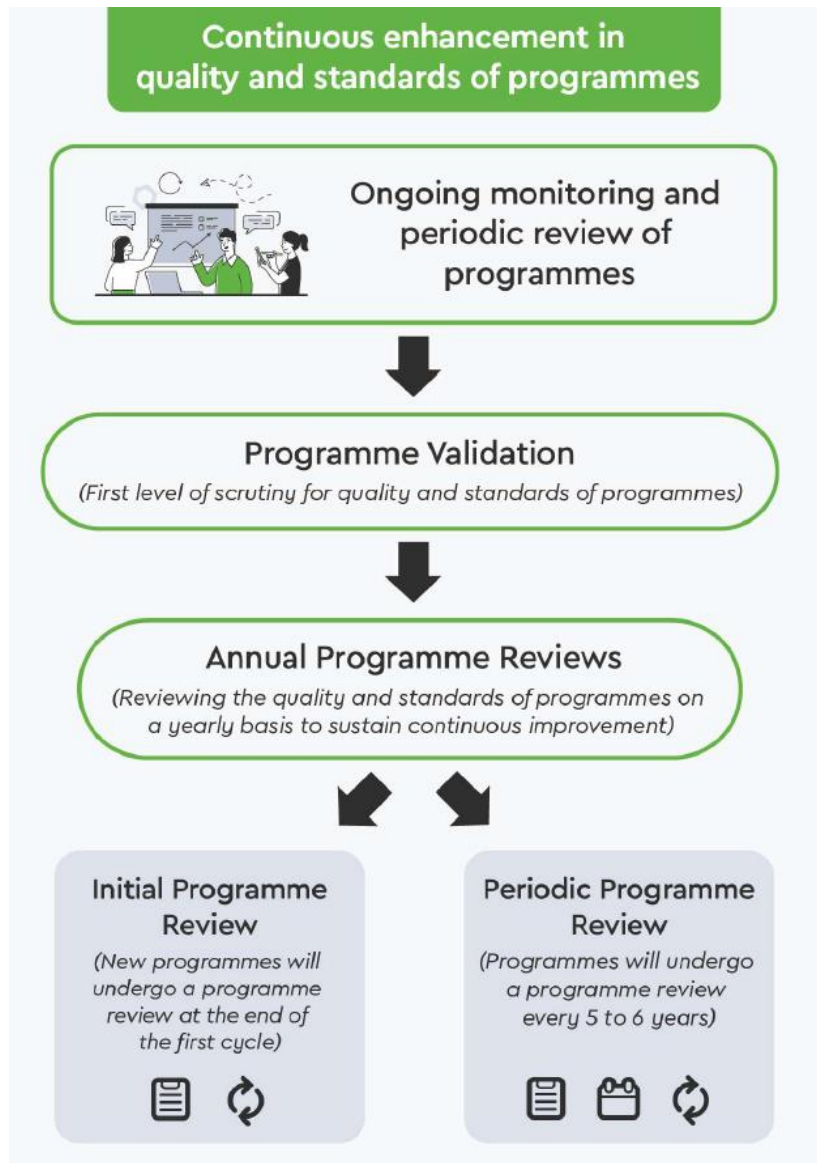 Continuous enhancement in
quality and standards of programmes
Ongoing monitoring and
periodic review of
programmes
Programme Validation
(First level of scrutiny for quality and standards of programmes)
Annual Programme Reviews
(Reviewing the quality and standards of programmes on
a yearly basis to sustain continuous improvement)
Initial Programme
Review
(New programmes will
undergo a programme
review at the end of
the first cycle)
Periodic Programme
Review
(Programmes will undergo
a programme review
every 5 to 6 years)